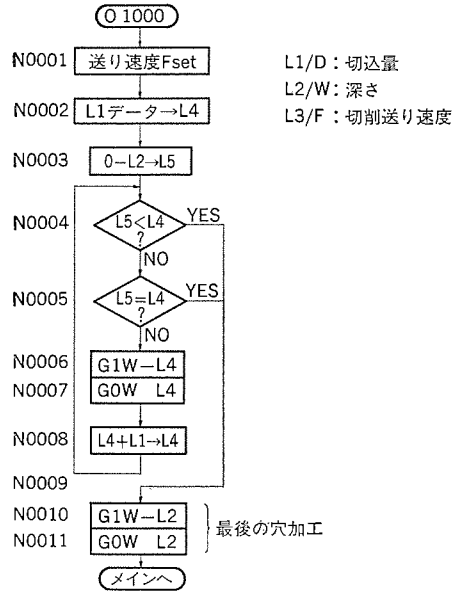 O 1000
N0001 送り速度Fset
L1/D：切込量
L2/W：深さ
L3/F：切削送り速度
N0002 L1データ→L4
N0003 0−L2→L5
N0004 L5<L4 ? YES
NO
N0005 L5=L4 ? YES
NO
N0006 G1W−L4
N0007 G0W L4
N0008 L4+L1→L4
N0009
N0010 G1W−L2
N0011 G0W L2
最後の穴加工
メインへ